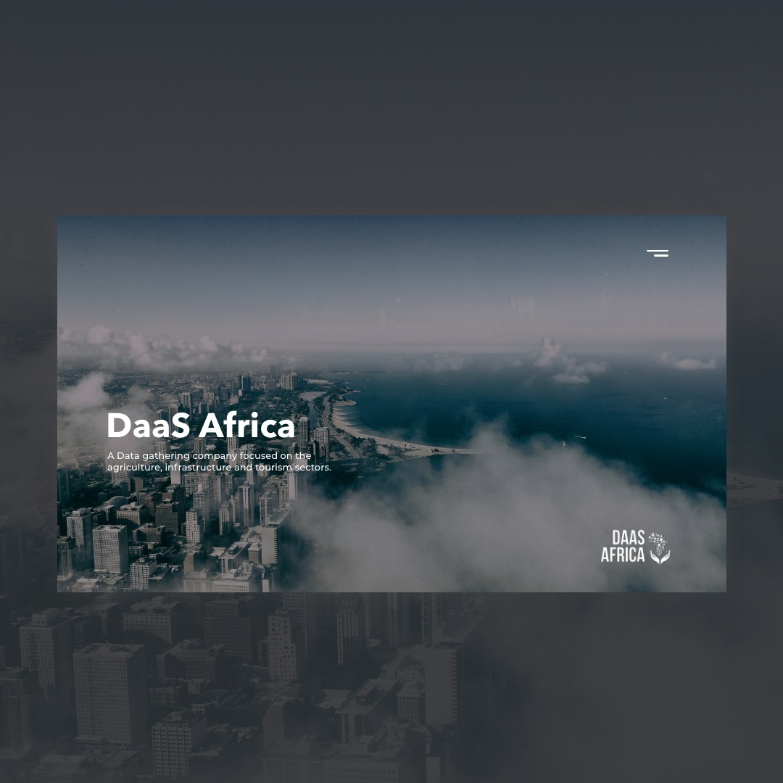 DaaS Africa
A Data gathering company focused on the
agriculture, infrastructure and tourism sectors.
DAAS
AFRICA